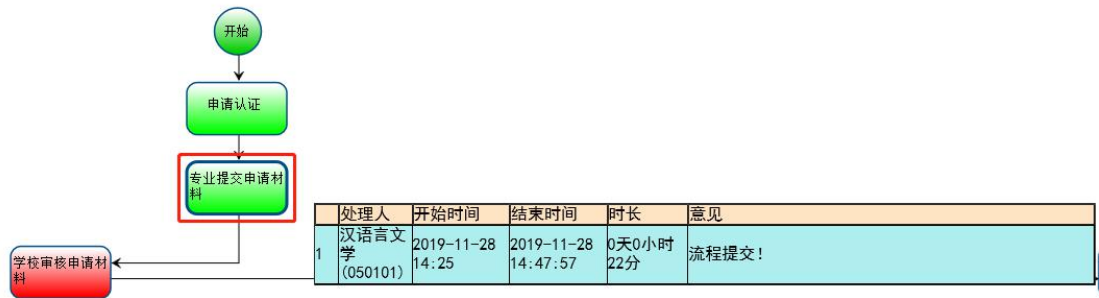 开始
申请认证
专业提交申请材
料
处理人 开始时间 结束时间 时长 意见
1 汉语言文学(050101) 2019-11-28 14:25 2019-11-28 14:47:57 0天0小时22分 流程提交！
学校审核申请材
料